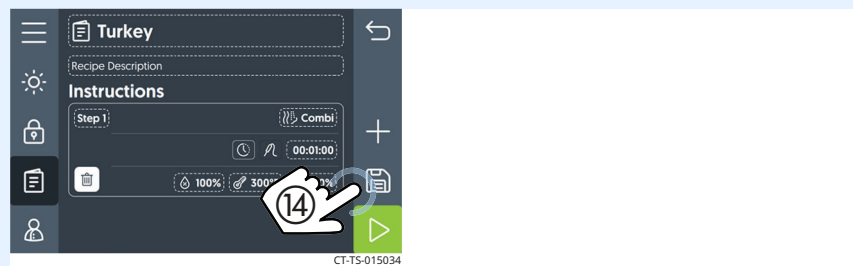 Turkey
Recipe Description
Instructions
Step 1 Combi
00:01:00
100% 300°F
14
CT-TS-015034